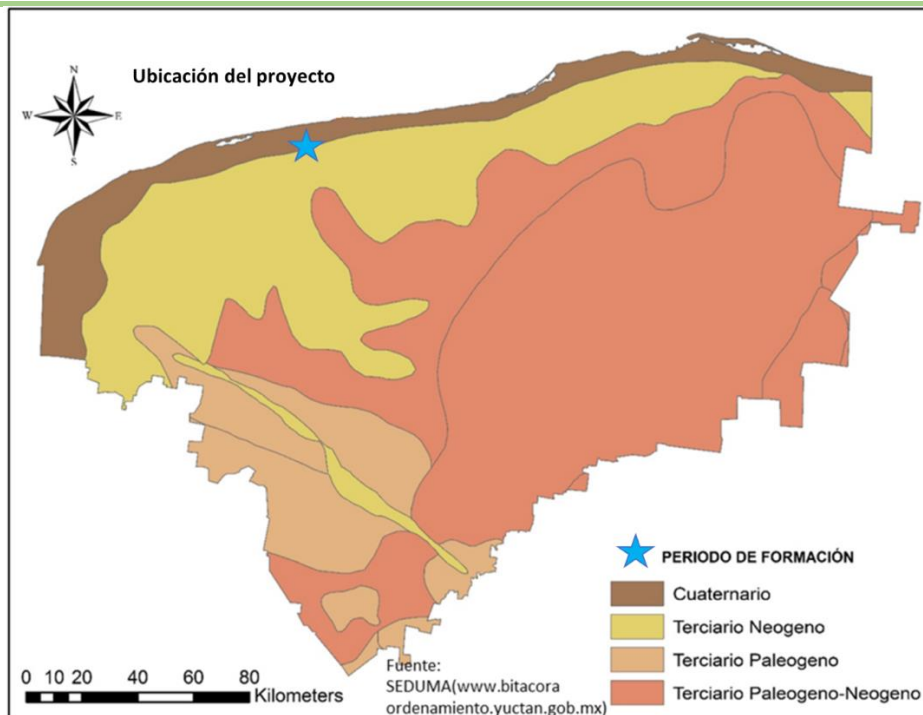 Ubicación del proyecto
N
W E
S
PERIODO DE FORMACIÓN
Cuaternario
Terciario Neogeno
Terciario Paleogeno
Terciario Paleogeno-Neogeno
0 10 20 40 60 80
Kilometers
Fuente:
SEDUMA(www.bitacora
ordenamiento.yuctan.gob.mx)